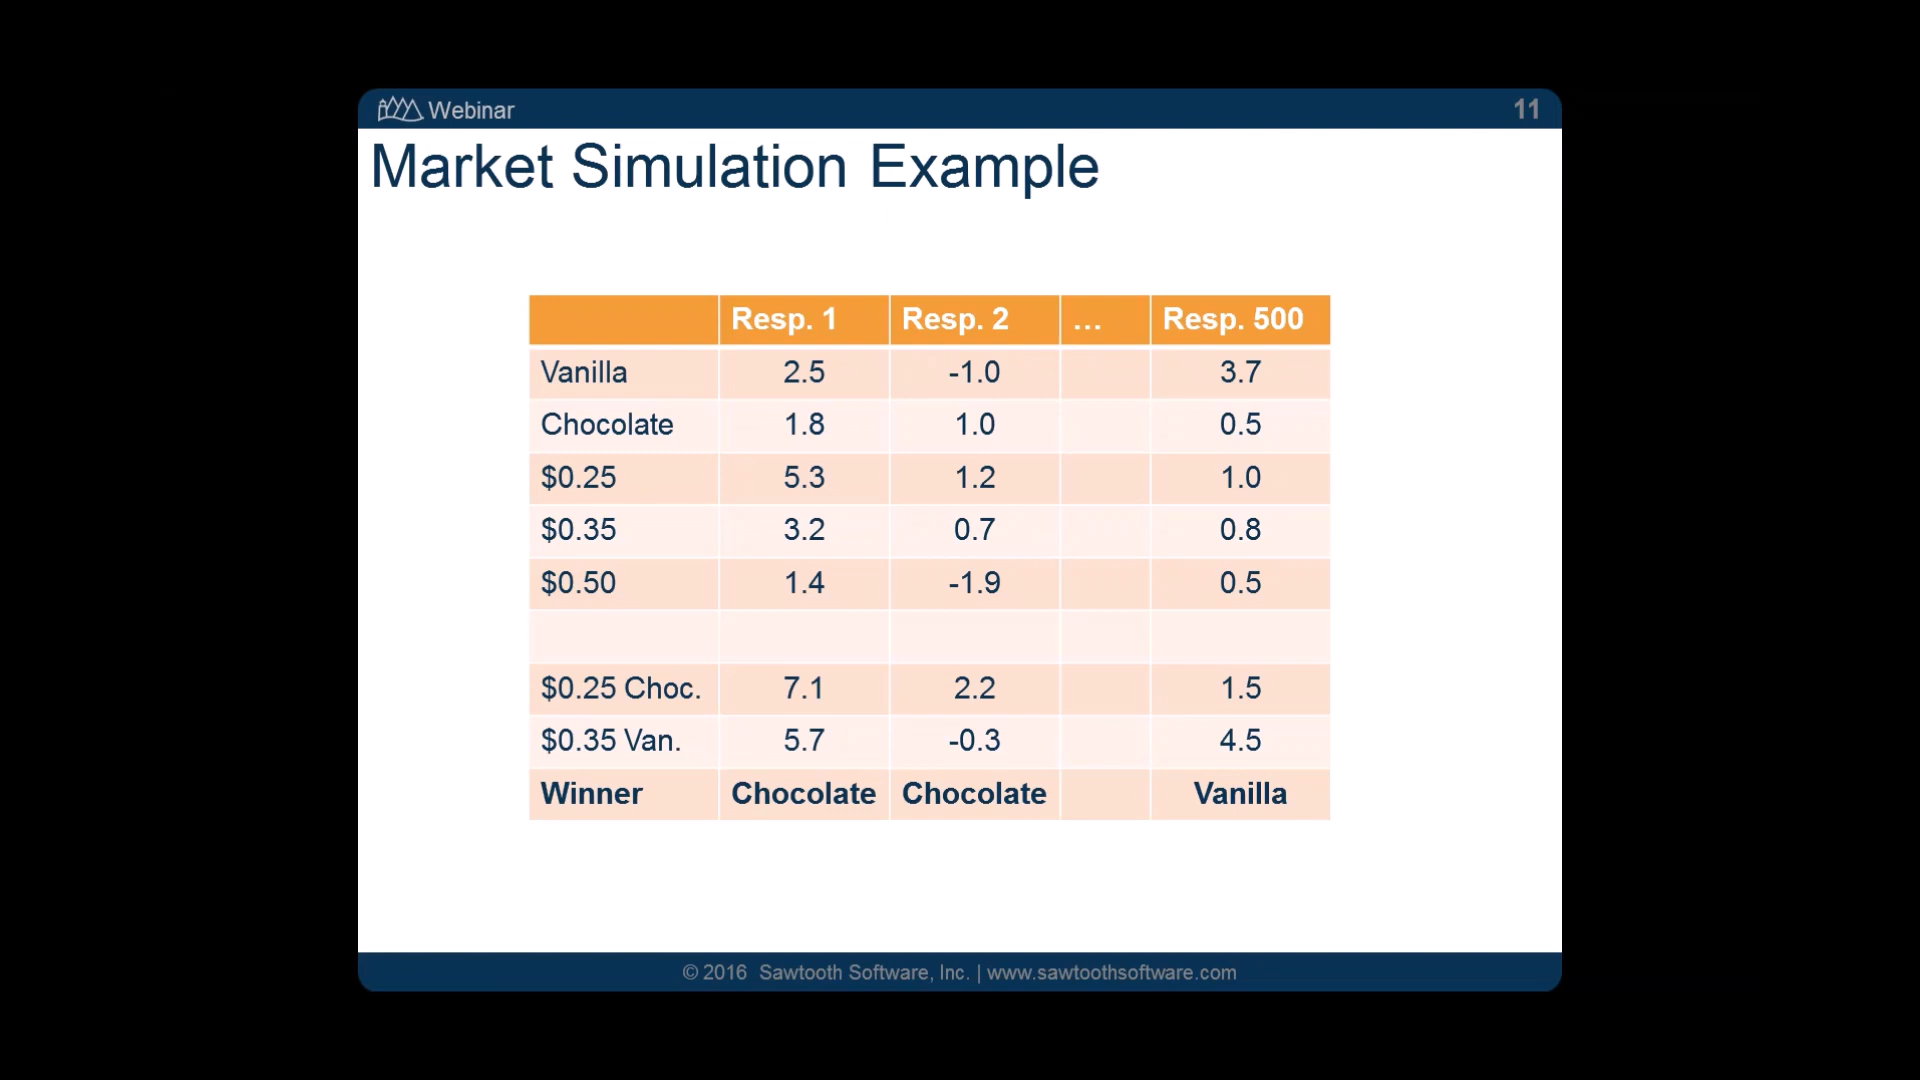 Webinar 11
Market Simulation Example
Resp. 1 Resp. 2 … Resp. 500
Vanilla 2.5 -1.0 3.7
Chocolate 1.8 1.0 0.5
$0.25 5.3 1.2 1.0
$0.35 3.2 0.7 0.8
$0.50 1.4 -1.9 0.5
$0.25 Choc. 7.1 2.2 1.5
$0.35 Van. 5.7 -0.3 4.5
Winner Chocolate Chocolate Vanilla
© 2016 Sawtooth Software, Inc. | www.sawtoothsoftware.com